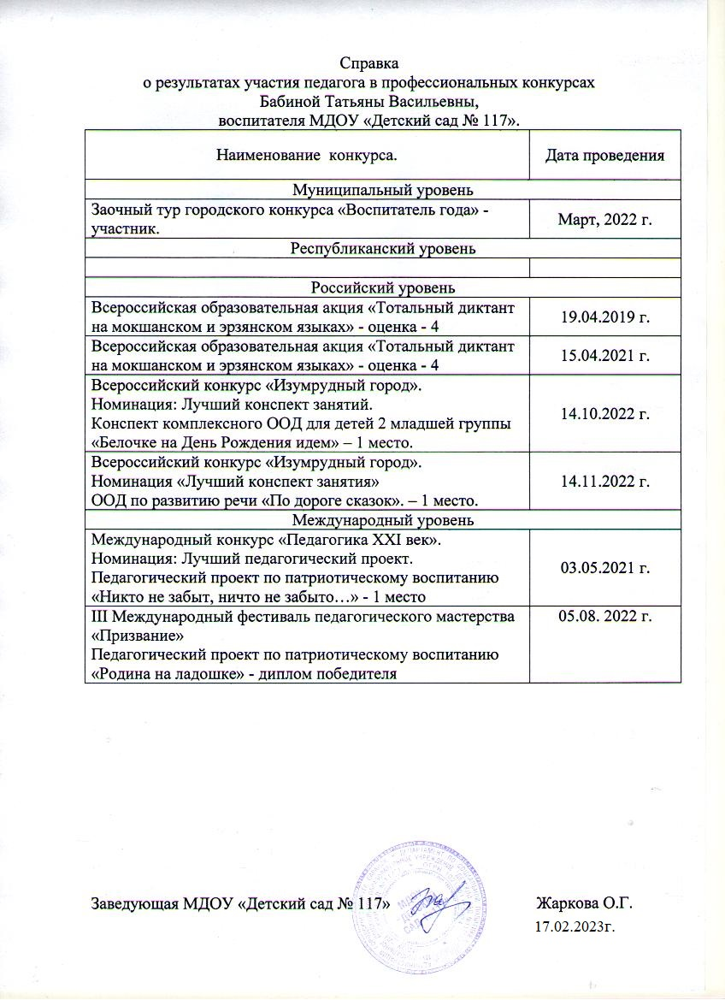 Справка
о результатах участия педагога в профессиональных конкурсах
Бабиной Татьяны Васильевны,
воспитателя МДОУ «Детский сад № 117».
Наименование конкурса.
Дата проведения
Муниципальный уровень
Заочный тур городского конкурса «Воспитатель года» -
участник.
Март, 2022 г.
Республиканский уровень
Российский уровень
Всероссийская образовательная акция «Тотальный диктант
на мокшанском и эрзянском языках» - оценка - 4
19.04.2019 г.
Всероссийская образовательная акция «Тотальный диктант
на мокшанском и эрзянском языках» - оценка - 4
15.04.2021 г.
Всероссийский конкурс «Изумрудный город».
Номинация: Лучший конспект занятий.
Конспект комплексного ООД для детей 2 младшей группы
«Белочке на День Рождения идем» – 1 место.
14.10.2022 г.
Всероссийский конкурс «Изумрудный город».
Номинация «Лучший конспект занятия»
ООД по развитию речи «По дороге сказок». – 1 место.
14.11.2022 г.
Международный уровень
Международный конкурс «Педагогика XXI век».
Номинация: Лучший педагогический проект.
Педагогический проект по патриотическому воспитанию
«Никто не забыт, ничто не забыто…» - 1 место
03.05.2021 г.
III Международный фестиваль педагогического мастерства
«Призвание»
Педагогический проект по патриотическому воспитанию
«Родина на ладошке» - диплом победителя
05.08. 2022 г.
Заведующая МДОУ «Детский сад № 117»
Жаркова О.Г.
17.02.2023г.